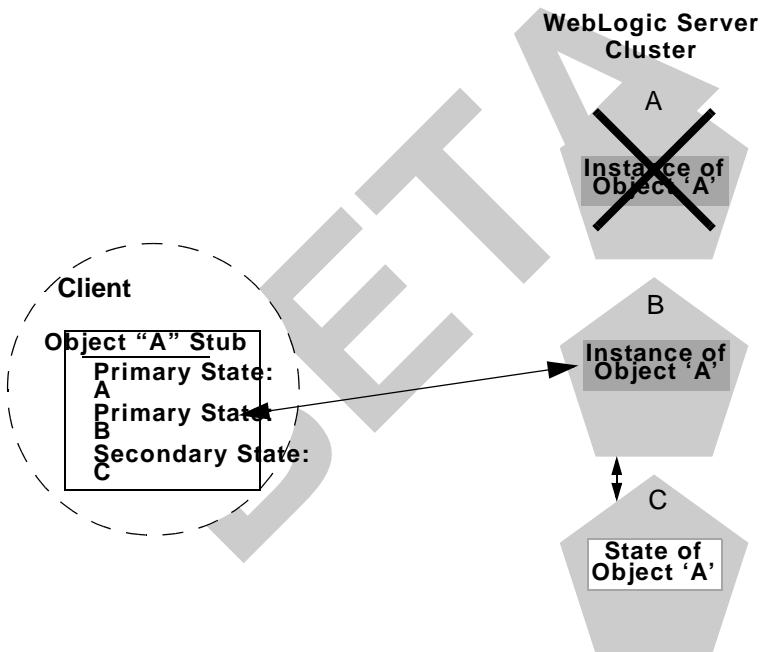 WebLogic Server
Cluster
A
Instance of
Object ‘A’
Client
Object “A” Stub
Primary State:
A
Primary State:
B
Secondary State:
C
B
Instance of
Object ‘A’
C
State of
Object ‘A’